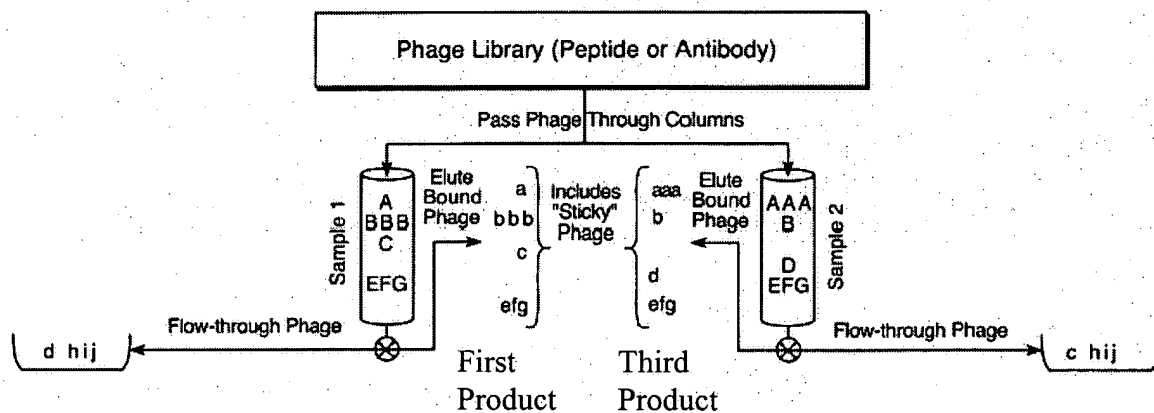 Phage Library (Peptide or Antibody)
Pass Phage Through Columns
Sample 1
A
BBB
C
EFG
Elute
Bound
Phage
a
bbb
c
efg
Includes
"Sticky"
Phage
aaa
b
d
efg
Elute
Bound
Phage
AAA
B
D
EFG
Sample 2
Flow-through Phage
d hij
First
Product
Third
Product
Flow-through Phage
c hij